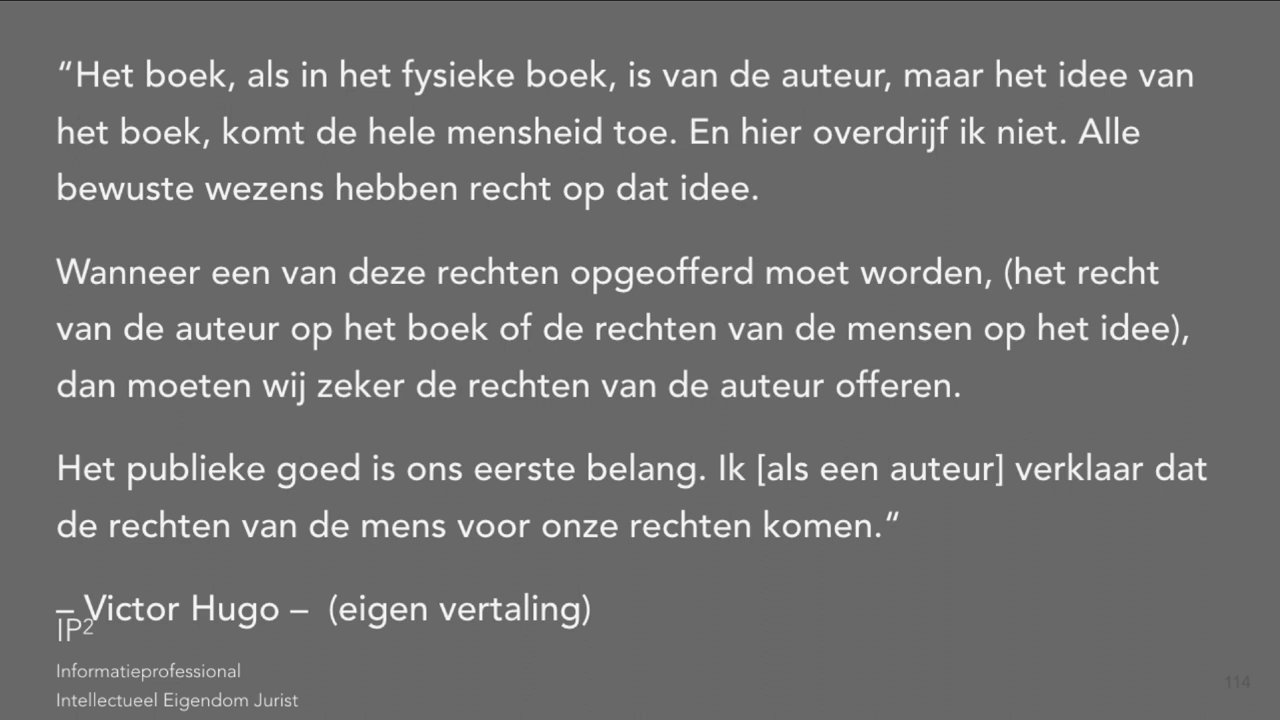 “Het boek, als in het fysieke boek, is van de auteur, maar het idee van
het boek, komt de hele mensheid toe. En hier overdrijf ik niet. Alle
bewuste wezens hebben recht op dat idee.
Wanneer een van deze rechten opgeofferd moet worden, (het recht
van de auteur op het boek of de rechten van de mensen op het idee),
dan moeten wij zeker de rechten van de auteur offeren.
Het publieke goed is ons eerste belang. Ik [als een auteur] verklaar dat
de rechten van de mens voor onze rechten komen.“
– Victor Hugo – (eigen vertaling)
IP²
Informatieprofessional
Intellectueel Eigendom Jurist
114